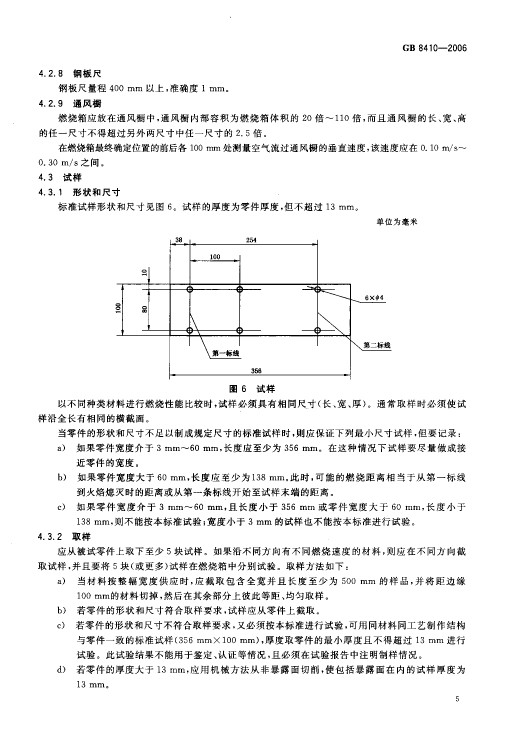 GB 8410—2006
4.2.8 钢板尺
钢板尺量程 400 mm 以上,准确度 1 mm。
4.2.9 通风橱
燃烧箱应放在通风橱中,通风橱内部容积为燃烧箱体积的 20 倍～110 倍,而且通风橱的长、宽、高
的任一尺寸不得超过另外两尺寸中任一尺寸的 2.5 倍。
在燃烧箱最终确定位置的前后各 100 mm 处测量空气流过通风橱的垂直速度,该速度应在 0.10 m/s～
0.30 m/s 之间。
4.3 试样
4.3.1 形状和尺寸
标准试样形状和尺寸见图 6。试样的厚度为零件厚度,但不超过 13 mm。
单位为毫米
38
254
100
10
100
80
6×φ4
第一标线
第二标线
356
图 6 试样
以不同种类材料进行燃烧性能比较时,试样必须具有相同尺寸(长、宽、厚)。通常取样时必须使试
样沿全长有相同的横截面。
当零件的形状和尺寸不足以制成规定尺寸的标准试样时,则应保证下列最小尺寸试样,但要记录:
a) 如果零件宽度介于 3 mm～60 mm,长度应至少为 356 mm。在这种情况下试样要尽量做成接
近零件的宽度。
b) 如果零件宽度大于 60 mm,长度应至少为138 mm。此时,可能的燃烧距离相当于从第一标线
到火焰熄灭时的距离或从第一条标线开始至试样末端的距离。
c) 如果零件宽度介于 3 mm～60 mm,且长度小于 356 mm 或零件宽度大于 60 mm,长度小于
138 mm,则不能按本标准试验;宽度小于 3 mm 的试样也不能按本标准进行试验。
4.3.2 取样
应从被试零件上取下至少 5 块试样。如果沿不同方向有不同燃烧速度的材料,则应在不同方向截
取试样,并且要将 5 块(或更多)试样在燃烧箱中分别试验。取样方法如下:
a) 当材料按整幅宽度供应时,应截取包含全宽并且长度至少为 500 mm 的样品,并将距边缘
100 mm的材料切掉,然后在其余部分上彼此等距、均匀取样。
b) 若零件的形状和尺寸符合取样要求,试样应从零件上截取。
c) 若零件的形状和尺寸不符合取样要求,又必须按本标准进行试验,可用同材料同工艺制作结构
与零件一致的标准试样(356 mm×100 mm),厚度取零件的最小厚度且不得超过 13 mm 进行
试验。此试验结果不能用于鉴定、认证等情况,且必须在试验报告中注明制样情况。
d) 若零件的厚度大于 13 mm,应用机械方法从非暴露面切削,使包括暴露面在内的试样厚度为
13 mm。
5